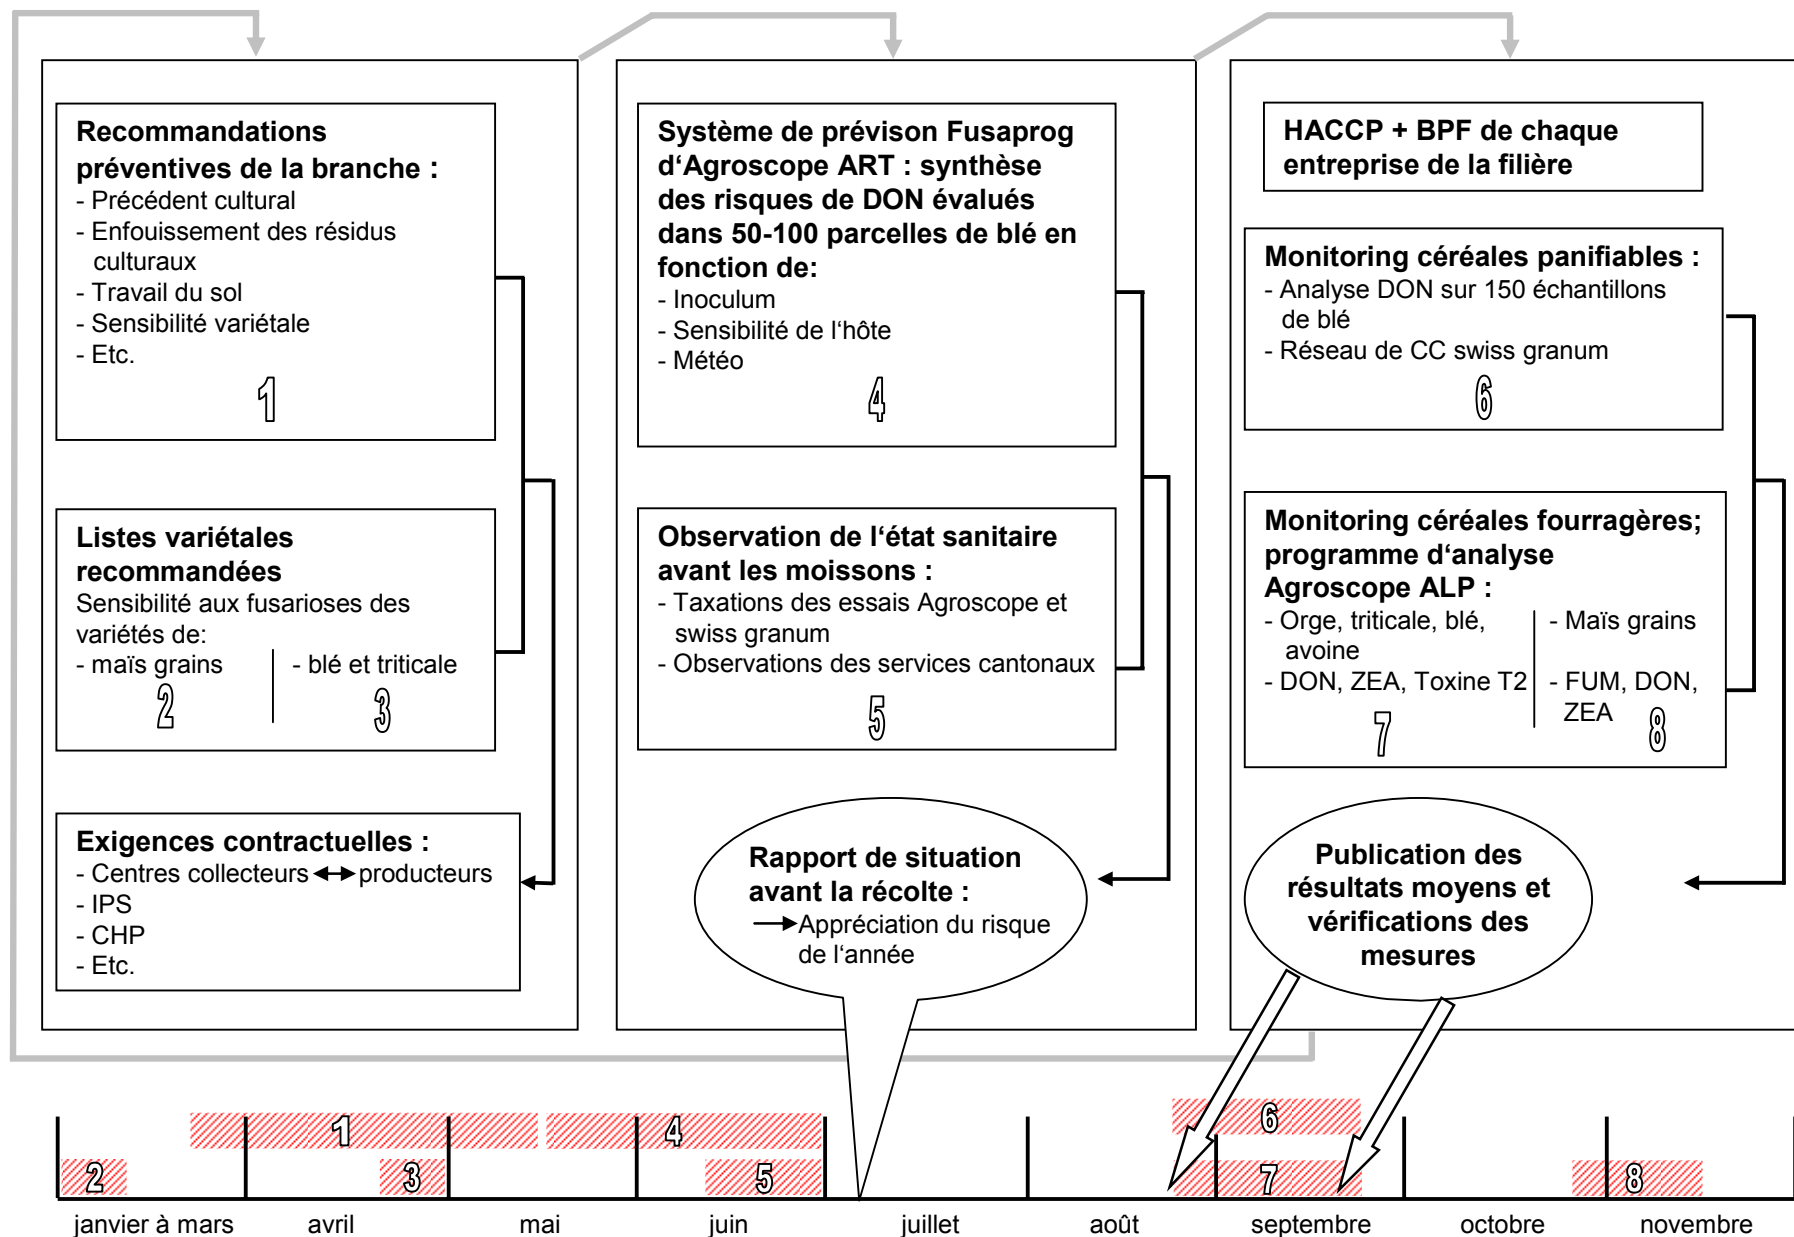 Recommandations
préventives de la branche :
- Précédent cultural
- Enfouissement des résidus
culturaux
- Travail du sol
- Sensibilité variétale
- Etc.
1
Listes variétales
recommandées
Sensibilité aux fusarioses des
variétés de:
- maïs grains
2
- blé et triticale
3
Exigences contractuelles :
- Centres collecteurs producteurs
- IPS
- CHP
- Etc.
Système de prévison Fusaprog
d‘Agroscope ART : synthèse
des risques de DON évalués
dans 50-100 parcelles de blé en
fonction de:
- Inoculum
- Sensibilité de l‘hôte
- Météo
4
Observation de l‘état sanitaire
avant les moissons :
- Taxations des essais Agroscope et
swiss granum
- Observations des services cantonaux
5
Rapport de situation
avant la récolte :
Appréciation du risque
de l‘année
HACCP + BPF de chaque
entreprise de la filière
Monitoring céréales panifiables :
- Analyse DON sur 150 échantillons
de blé
- Réseau de CC swiss granum
6
Monitoring céréales fourragères;
programme d‘analyse
Agroscope ALP :
- Orge, triticale, blé,
avoine
- DON, ZEA, Toxine T2
7
- Maïs grains
- FUM, DON,
ZEA
8
Publication des
résultats moyens et
vérifications des
mesures
1
4
6
2
3
5
7
8
janvier à mars avril mai juin juillet août septembre octobre novembre